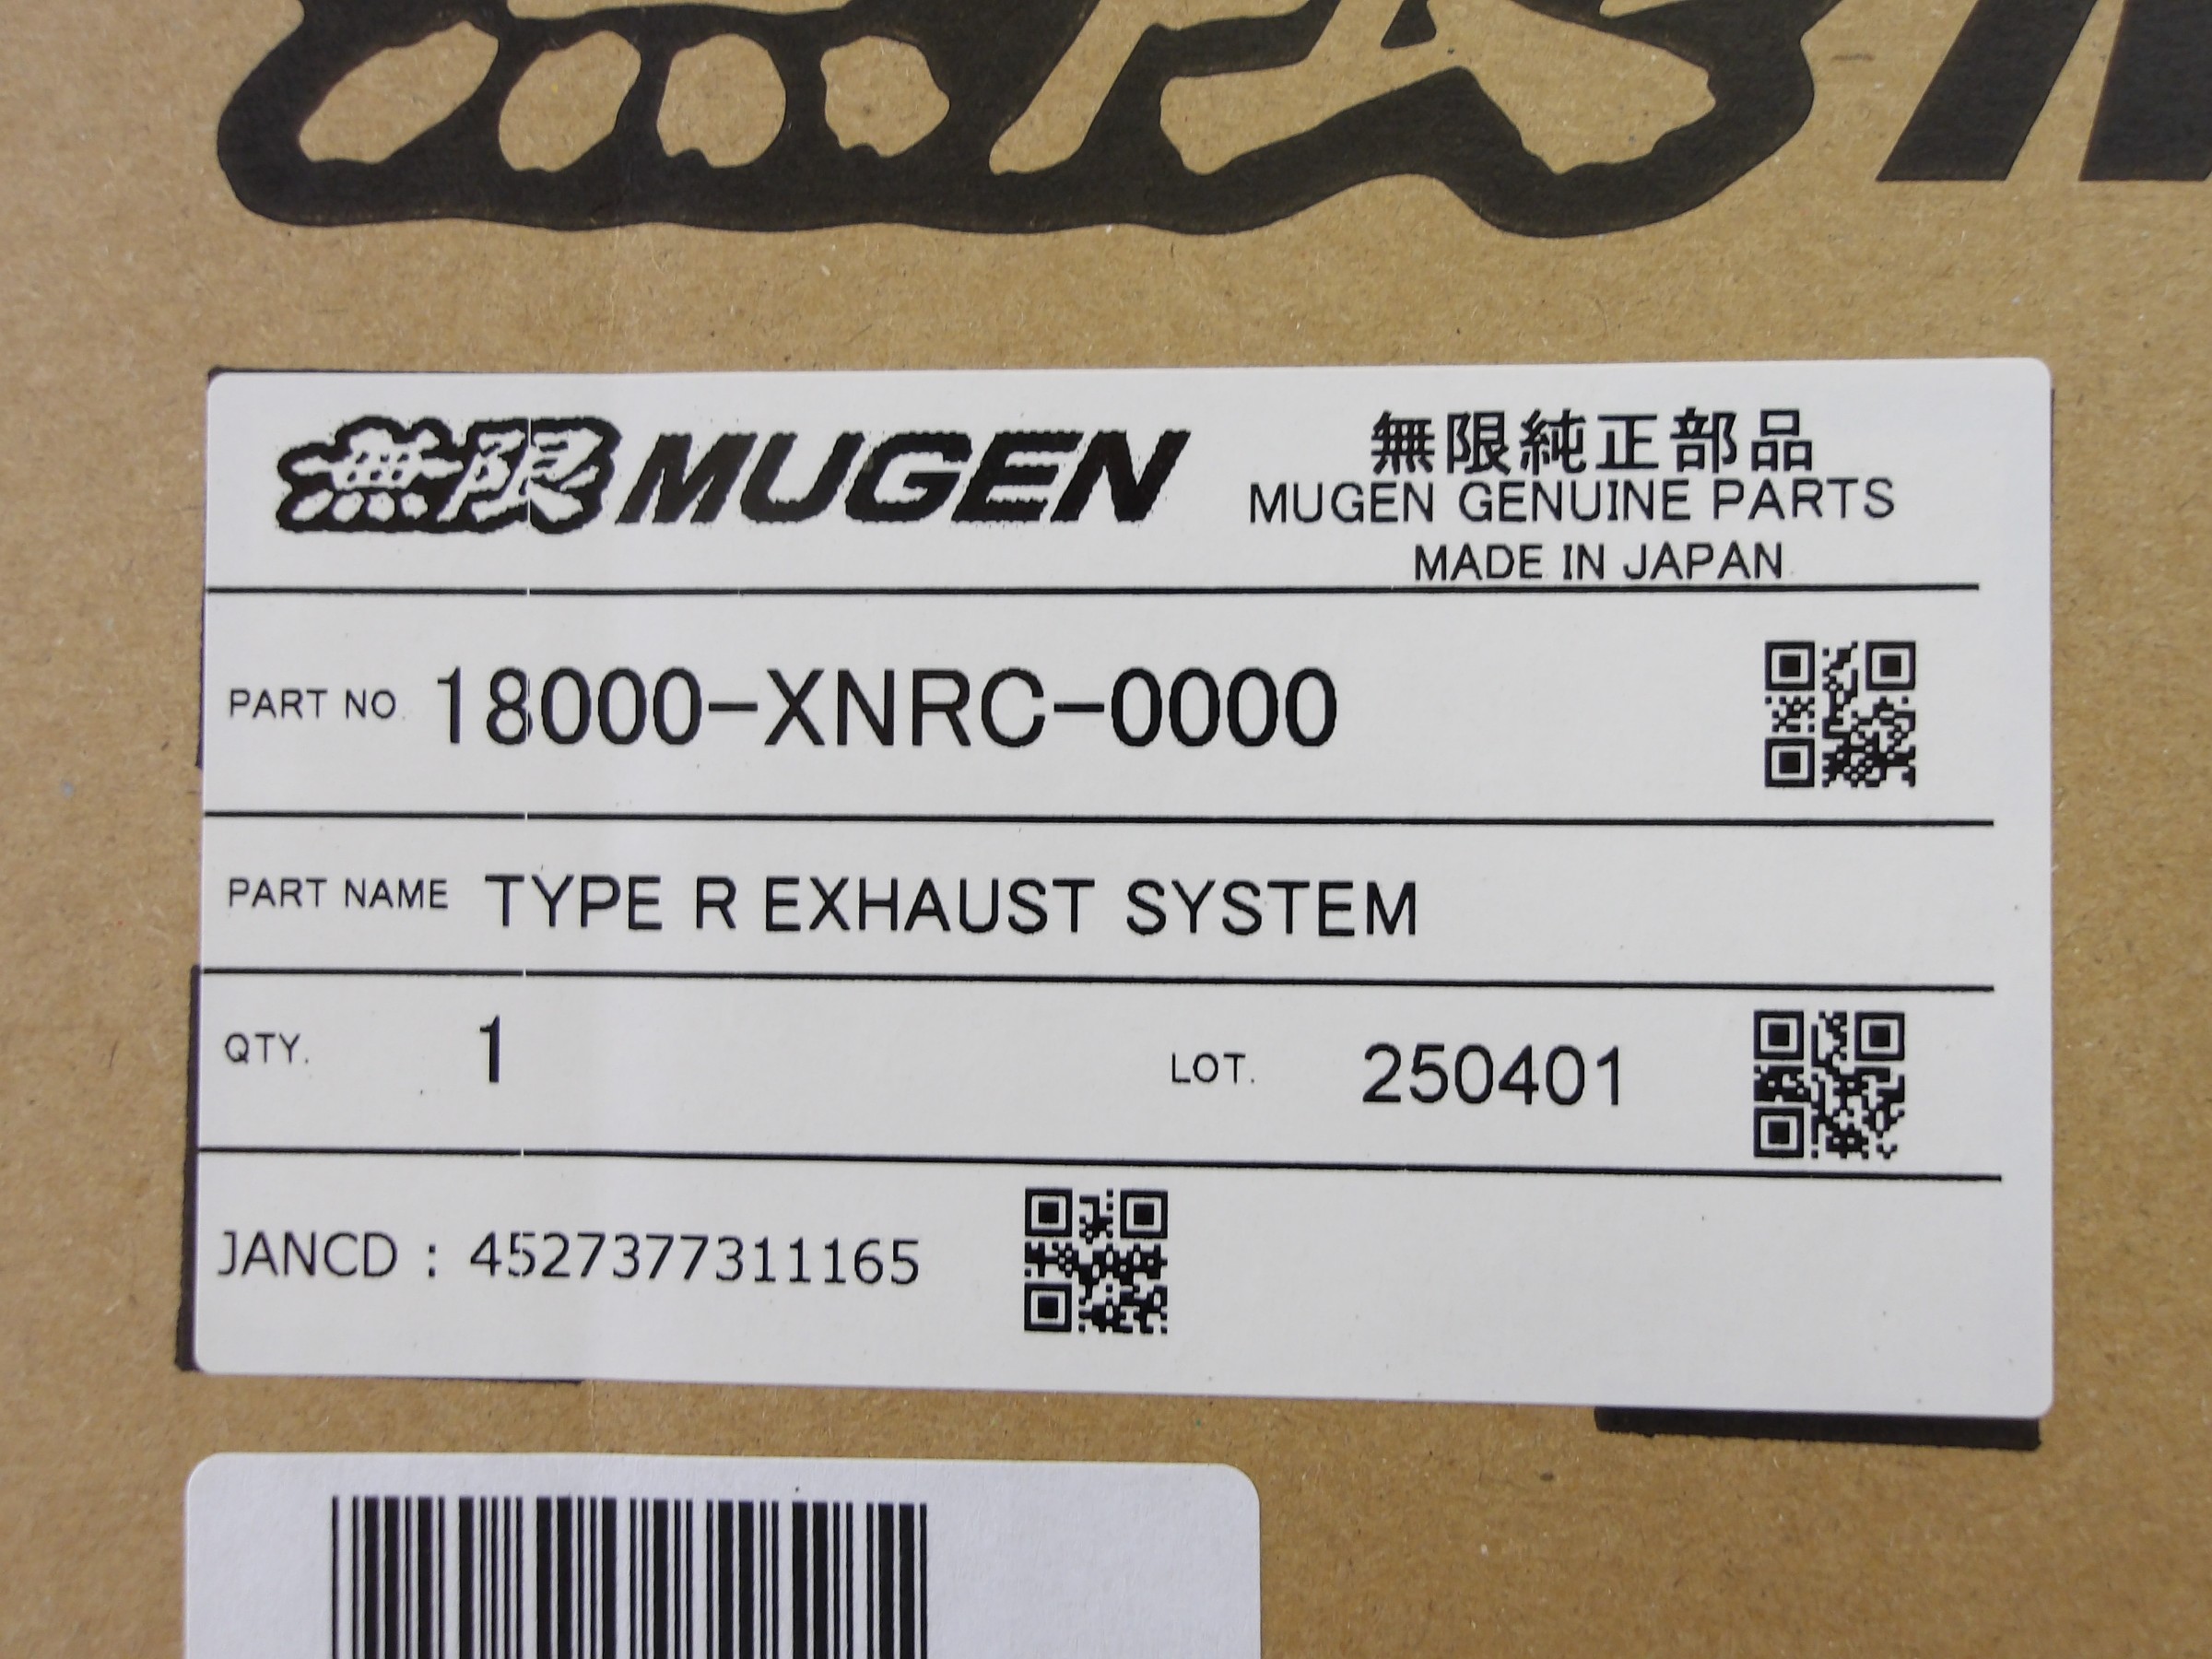 無限 MUGEN
無限純正部品
MUGEN GENUINE PARTS
MADE IN JAPAN
PART NO. 18000-XNRC-0000
PART NAME TYPE R EXHAUST SYSTEM
QTY. 1 LOT. 250401
JANCD : 4527377311165